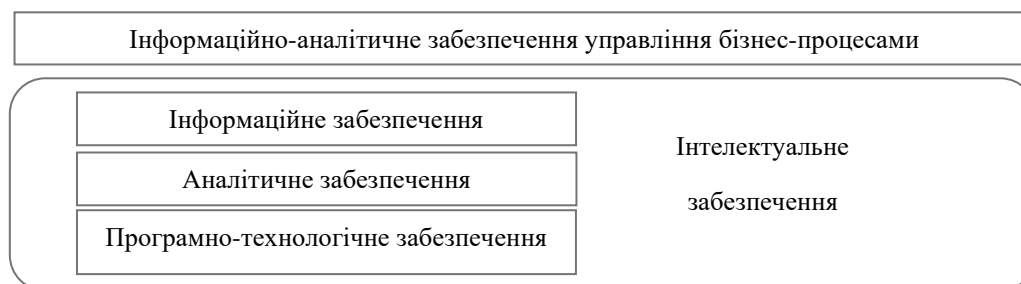 Інформаційно-аналітичне забезпечення управління бізнес-процесами
Інформаційне забезпечення
Аналітичне забезпечення
Програмно-технологічне забезпечення
Інтелектуальне
забезпечення